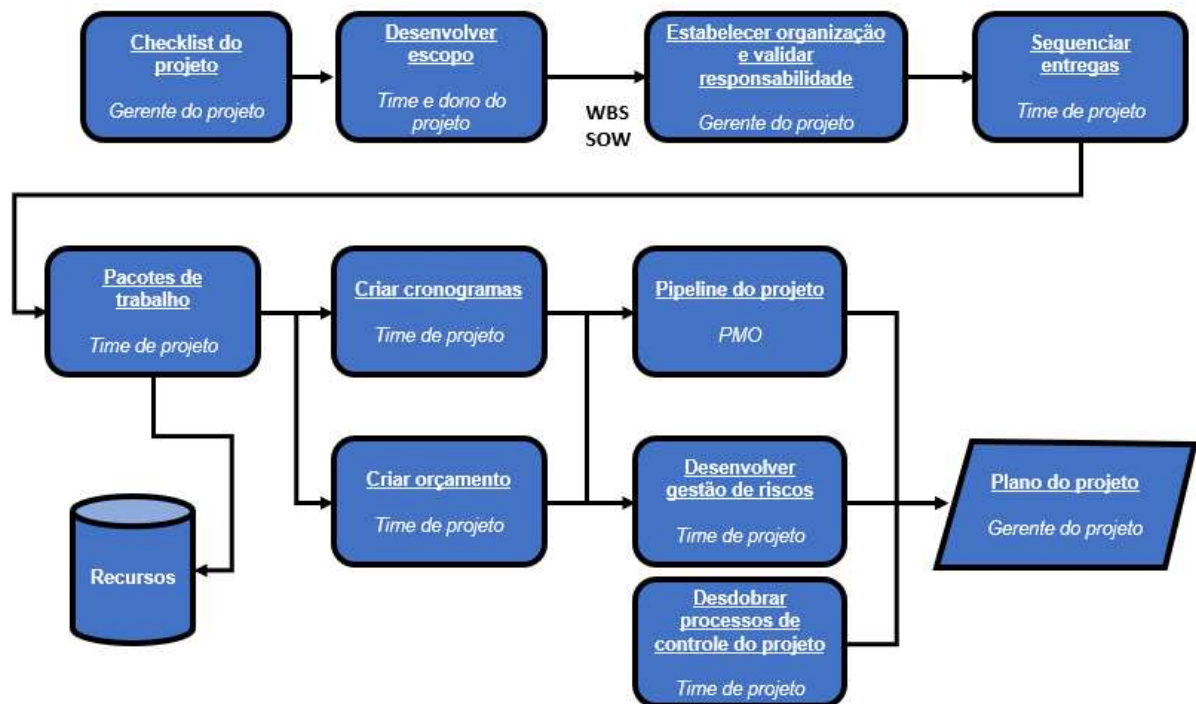 Checklist do
projeto
Gerente do projeto
Desenvolver
escopo
Time e dono do
projeto
WBS
SOW
Estabelecer organização
e validar
responsabilidade
Gerente do projeto
Sequenciar
entregas
Time de projeto
Pacotes de
trabalho
Time de projeto
Criar cronogramas
Time de projeto
Pipeline do projeto
PMO
Recursos
Criar orçamento
Time de projeto
Desenvolver
gestão de riscos
Time de projeto
Desdobrar
processos de
controle do projeto
Time de projeto
Plano do projeto
Gerente do projeto